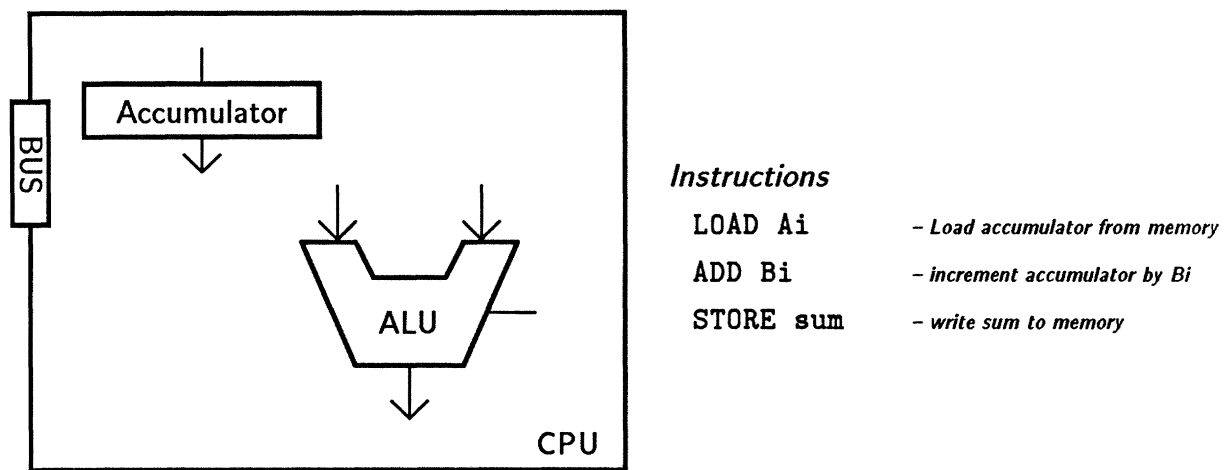 Accumulator
BUS
ALU
CPU
Instructions
LOAD Ai – Load accumulator from memory
ADD Bi – increment accumulator by Bi
STORE sum – write sum to memory